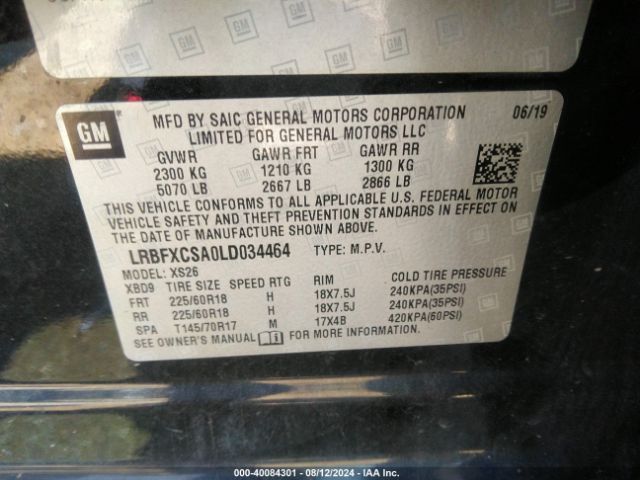 GM GM GM GM
GM
MFD BY SAIC GENERAL MOTORS CORPORATION 06/19
LIMITED FOR GENERAL MOTORS LLC
GVWR GAWR FRT GAWR RR
2300 KG 1210 KG 1300 KG
5070 LB 2667 LB 2866 LB
THIS VEHICLE CONFORMS TO ALL APPLICABLE U.S. FEDERAL MOTOR
VEHICLE SAFETY AND THEFT PREVENTION STANDARDS IN EFFECT ON
THE DATE OF MANUFACTURE SHOWN ABOVE.
LRBFXCSA0LD034464 TYPE: M.P.V.
MODEL: XS26
XBD9 TIRE SIZE SPEED RTG RIM COLD TIRE PRESSURE
FRT 225/60R18 H 18X7.5J 240KPA(35PSI)
RR 225/60R18 H 18X7.5J 240KPA(35PSI)
SPA T145/70R17 M 17X4B 420KPA(60PSI)
SEE OWNER'S MANUAL FOR MORE INFORMATION.
000-40084301 - 08/12/2024 - IAA Inc.